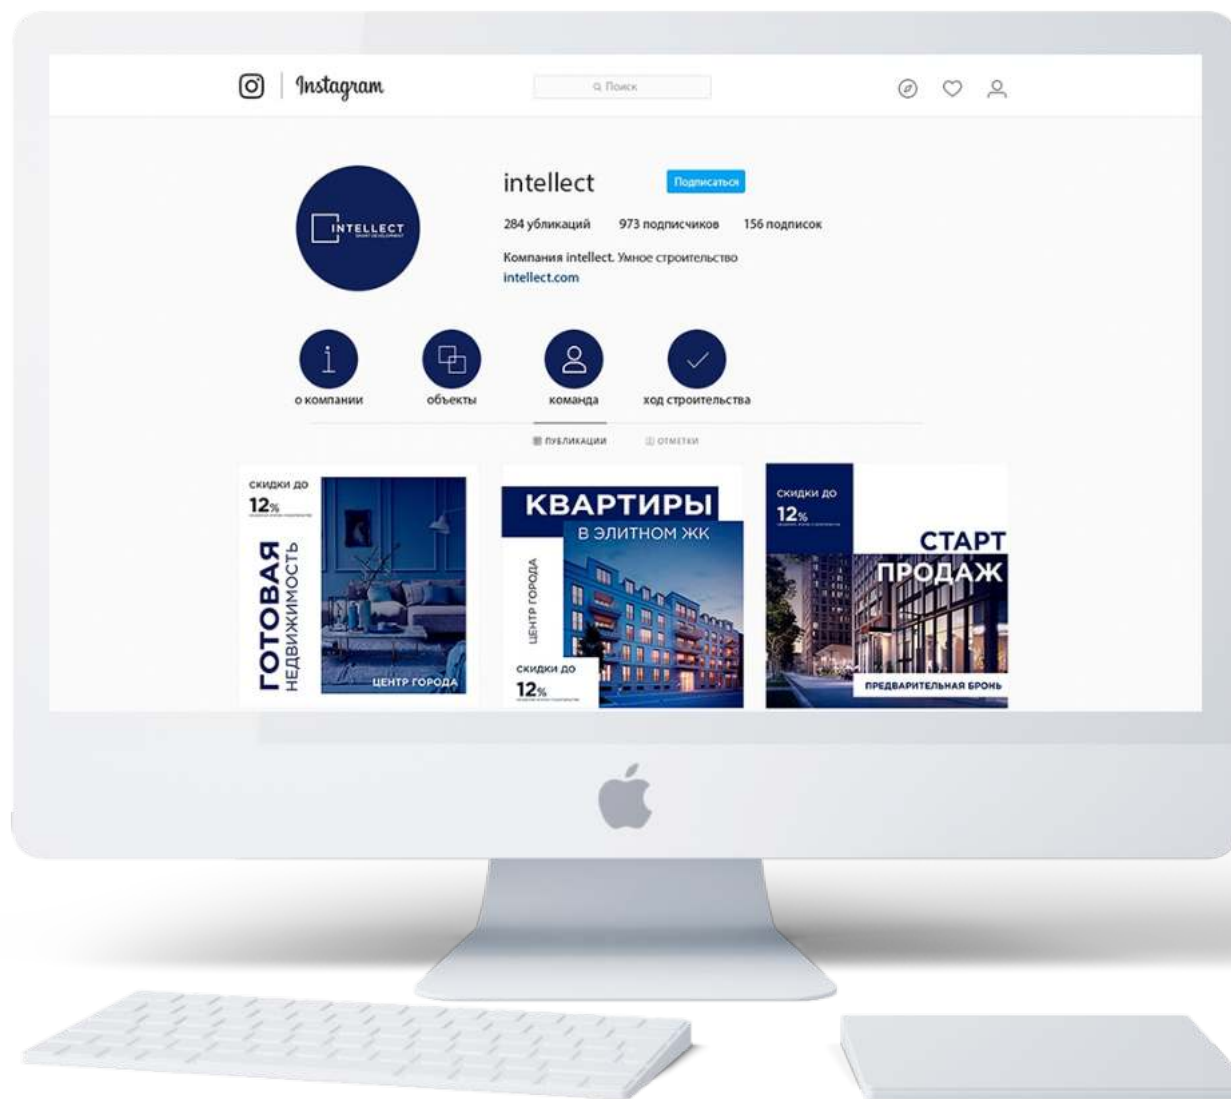 Instagram
Поиск
INTELLECT
SMART DEVELOPMENT
intellect
Подписаться
284 убликаций 973 подписчиков 156 подписок
Компания intellect. Умное строительство
intellect.com
о компании
объекты
команда
ход строительства
ПУБЛИКАЦИИ
ОТМЕТКИ
СКИДКИ ДО
12%
ГОТОВАЯ
НЕДВИЖИМОСТЬ
ЦЕНТР ГОРОДА
КВАРТИРЫ
В ЭЛИТНОМ ЖК
ЦЕНТР ГОРОДА
СКИДКИ ДО
12%
СКИДКИ ДО
12%
СТАРТ
ПРОДАЖ
ПРЕДВАРИТЕЛЬНАЯ БРОНЬ